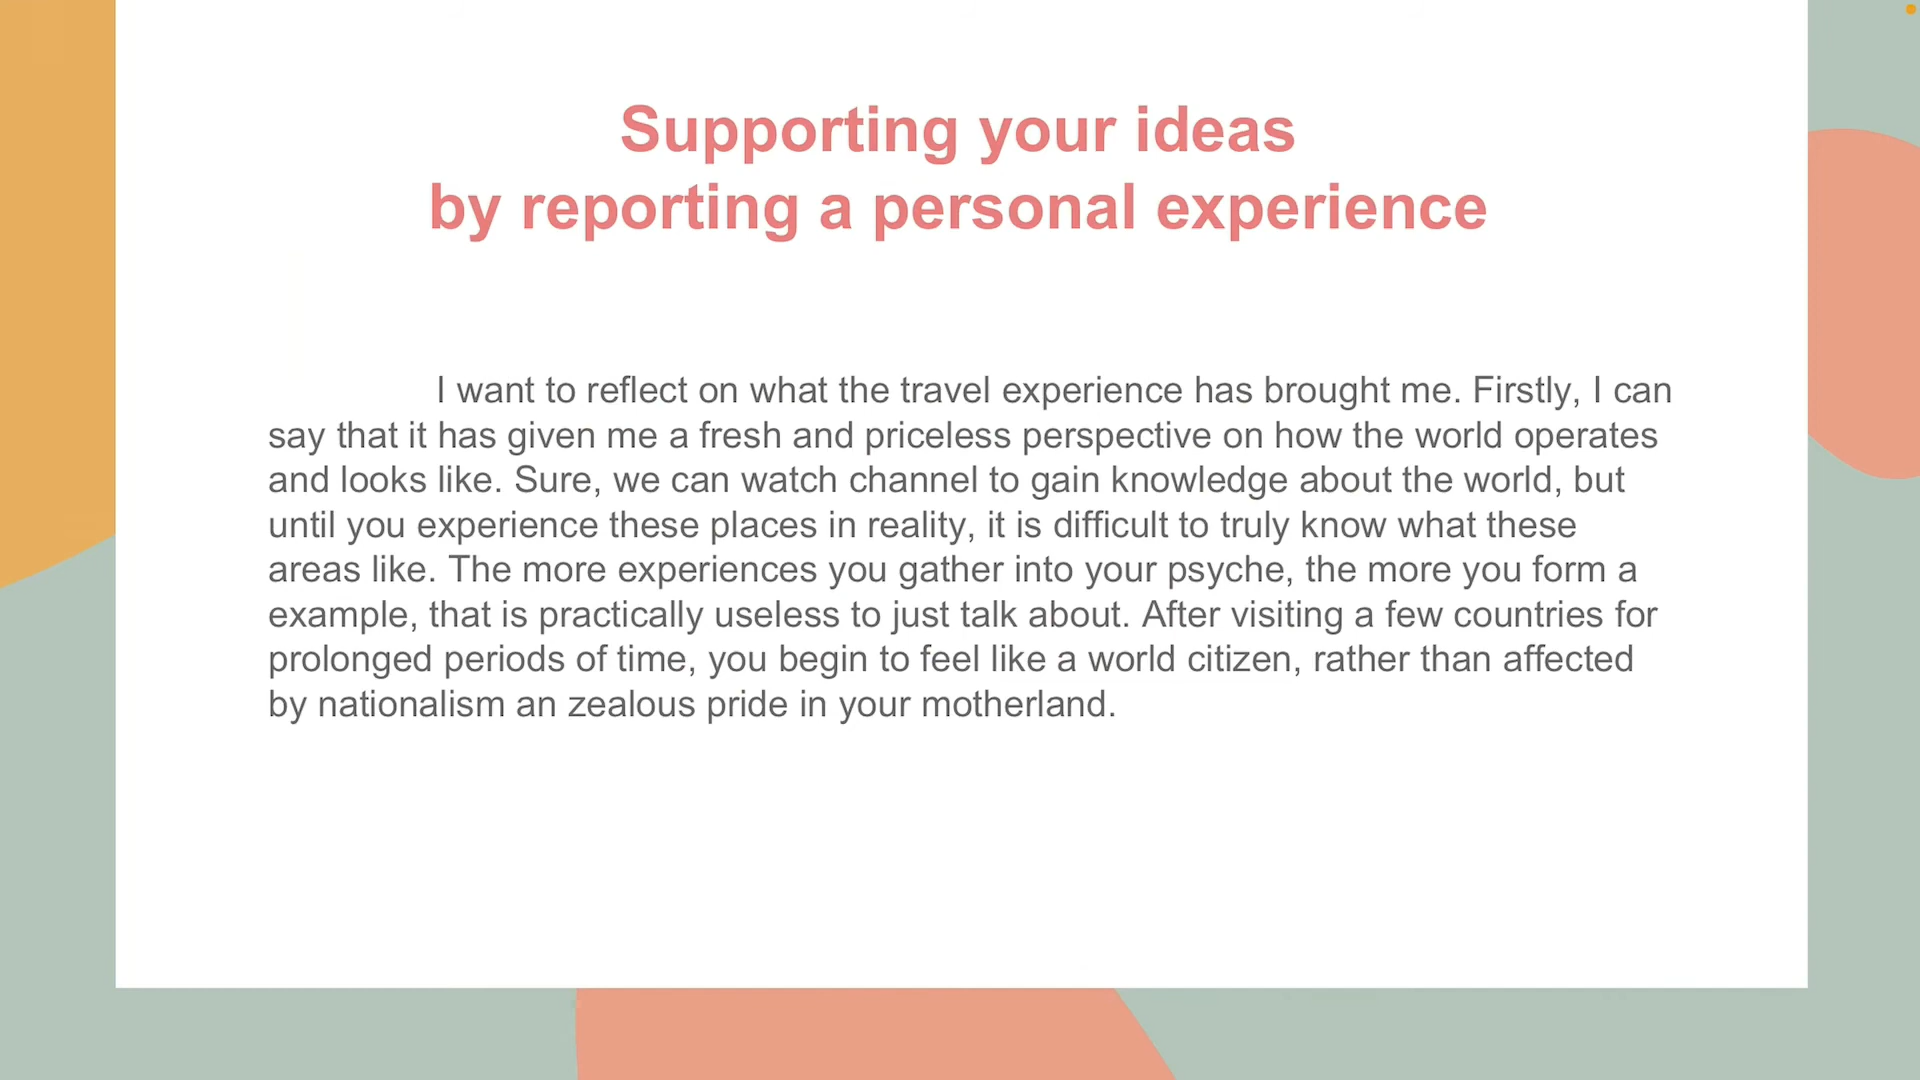 Supporting your ideas
by reporting a personal experience
I want to reflect on what the travel experience has brought me. Firstly, I can
say that it has given me a fresh and priceless perspective on how the world operates
and looks like. Sure, we can watch channel to gain knowledge about the world, but
until you experience these places in reality, it is difficult to truly know what these
areas like. The more experiences you gather into your psyche, the more you form a
example, that is practically useless to just talk about. After visiting a few countries for
prolonged periods of time, you begin to feel like a world citizen, rather than affected
by nationalism an zealous pride in your motherland.